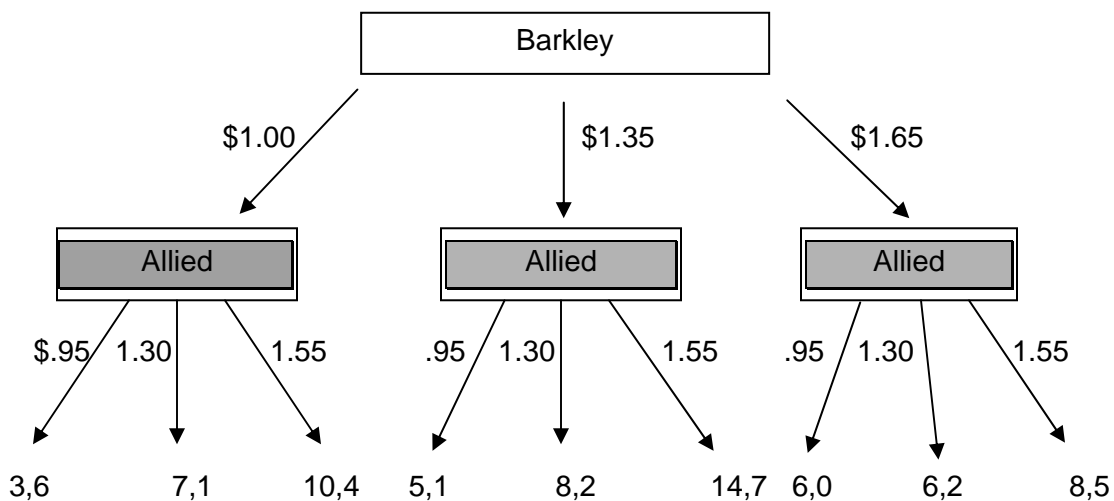 Barkley
$1.00 $1.35 $1.65
Allied Allied Allied
$.95 1.30 1.55 .95 1.30 1.55 .95 1.30 1.55
3,6 7,1 10,4 5,1 8,2 14,7 6,0 6,2 8,5